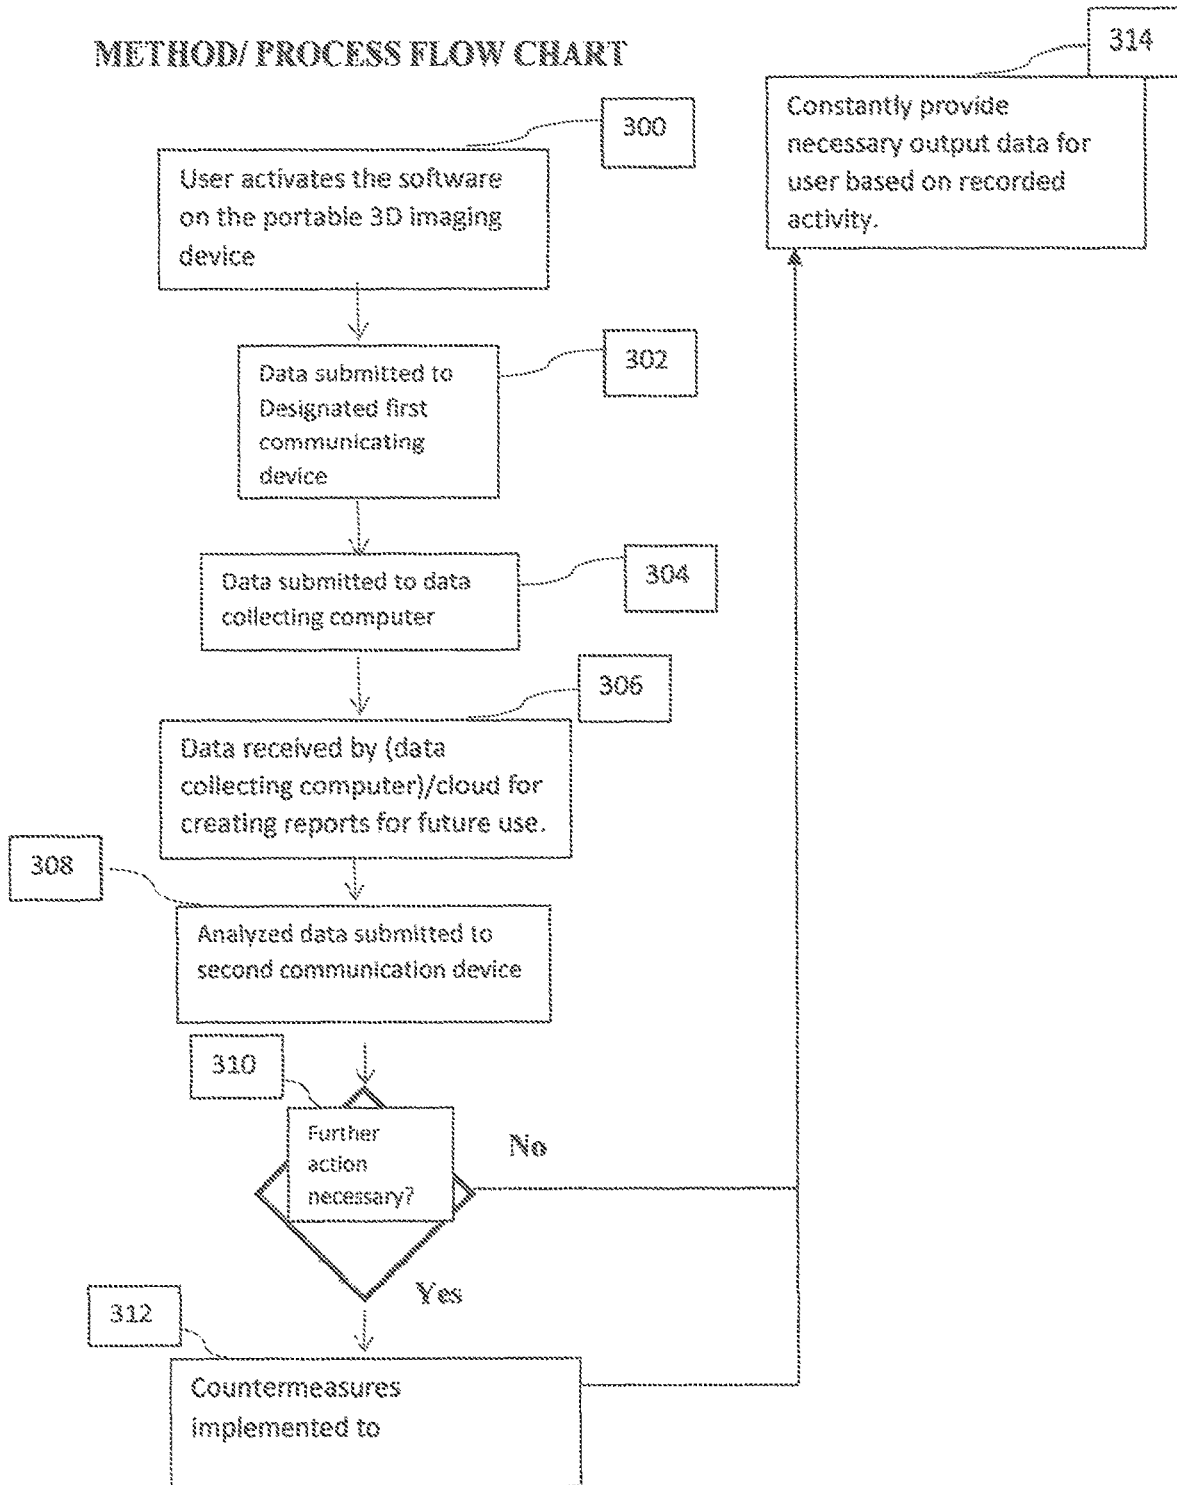 METHOD/ PROCESS FLOW CHART
300
User activates the software
on the portable 3D imaging
device
302
Data submitted to
Designated first
communicating
device
304
Data submitted to data
collecting computer
306
Data received by (data
collecting computer)/cloud for
creating reports for future use.
308
Analyzed data submitted to
second communication device
310
Further
action
necessary?
No
Yes
312
Countermeasures
implemented to
314
Constantly provide
necessary output data for
user based on recorded
activity.